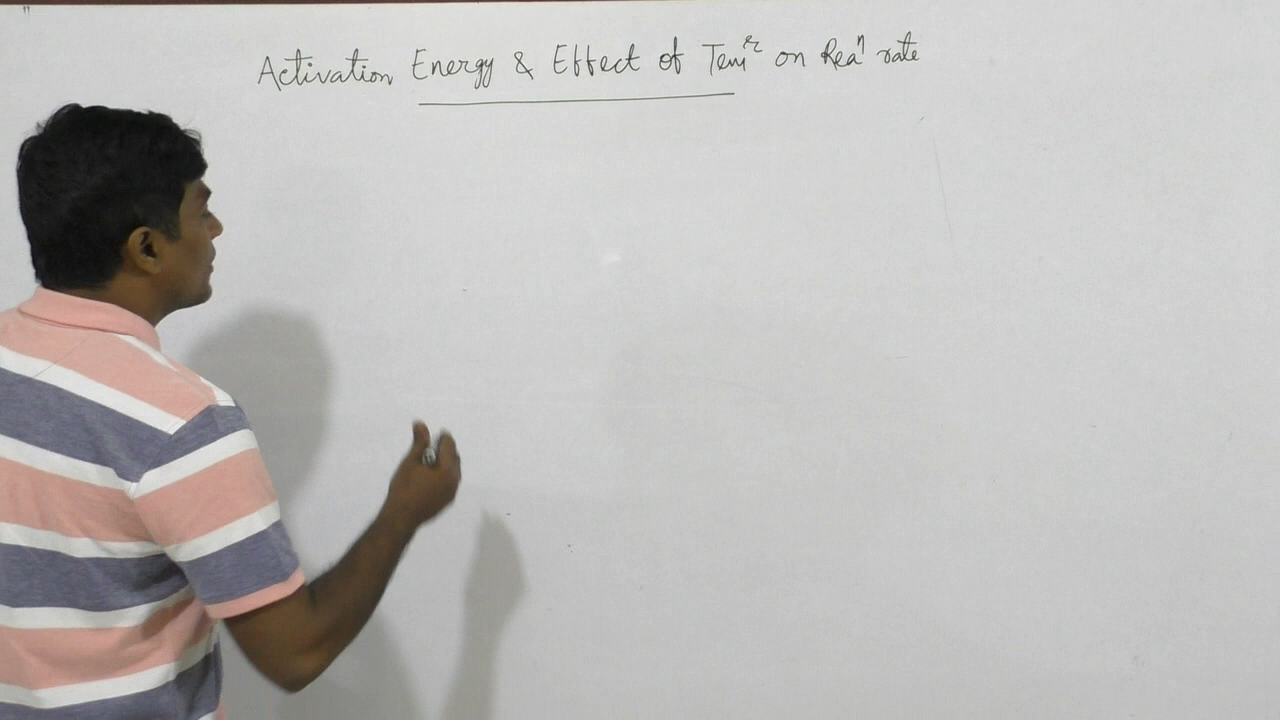 Activation Energy & Effect of Temʳ on Reaⁿ rate